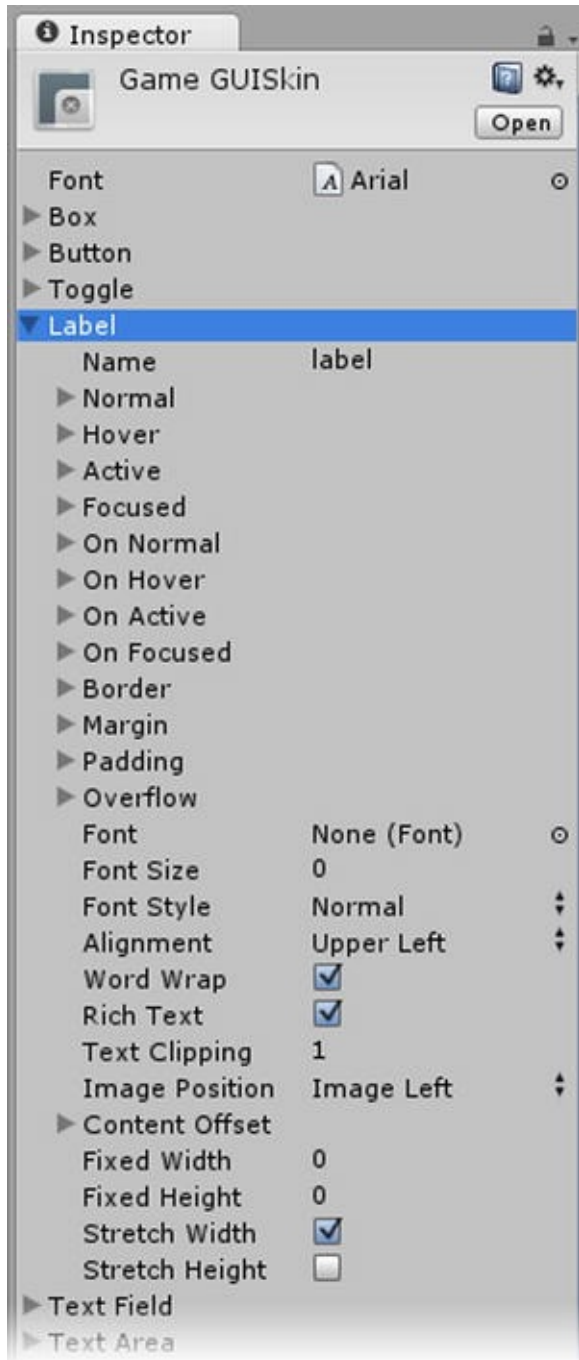 Inspector
Game GUISkin
Open
Font Arial
Box
Button
Toggle
Label
Name label
Normal
Hover
Active
Focused
On Normal
On Hover
On Active
On Focused
Border
Margin
Padding
Overflow
Font None (Font)
Font Size 0
Font Style Normal
Alignment Upper Left
Word Wrap
Rich Text
Text Clipping 1
Image Position Image Left
Content Offset
Fixed Width 0
Fixed Height 0
Stretch Width
Stretch Height
Text Field
Text Area